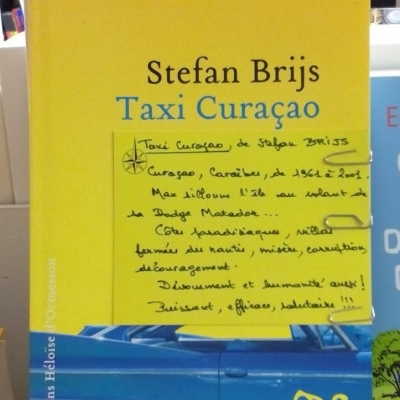 Stefan Brijs
Taxi Curaçao
Taxi Curaçao, de Stefan BRIJS
Curaçao, Caraïbes, de 1961 à 2001.
Max sillonne l'île au volant de
sa Dodge Matador...
Côtes paradisiaques, villas
fermées des nantis, misère, corruption,
découragement.
Dévouement et humanité aussi!
Puissant, efficace, salutaire !!!
ns Héloïse d'Ormesson
E
D